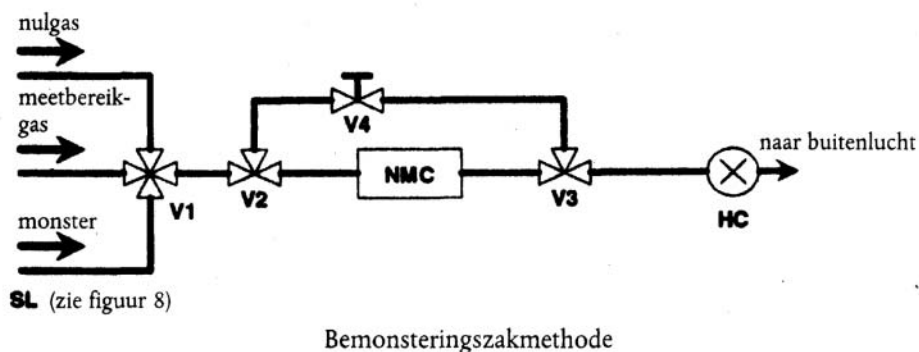 nulgas
meetbereik-
gas
monster
SL (zie figuur 8)
V1
V2
V4
NMC
V3
HC
naar buitenlucht
Bemonsteringszakmethode